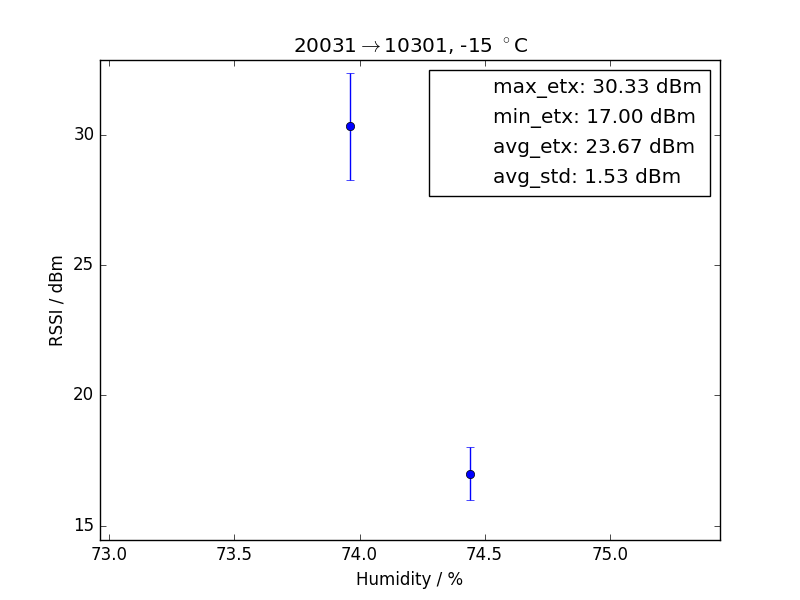 20031→10301, -15 °C
max_etx: 30.33 dBm
min_etx: 17.00 dBm
avg_etx: 23.67 dBm
avg_std: 1.53 dBm
RSSI / dBm
30
25
20
15
73.0 73.5 74.0 74.5 75.0
Humidity / %